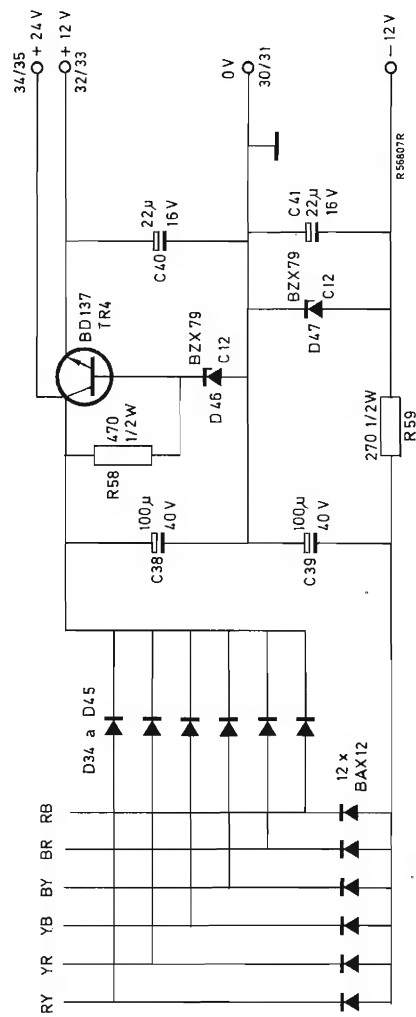 34/35
+ 24 V
+ 12 V
32/33
0 V
30/31
− 12 V
R56807R
BD137
TR4
22µ
16 V
C40
C41
22µ
16 V
BZX79
C12
D46
BZX79
C12
D47
470
1/2W
R58
270 1/2W
R59
100µ
40 V
C38
100µ
40 V
C39
D34 a D45
12 x
BAX12
RB
BR
BY
YB
YR
RY